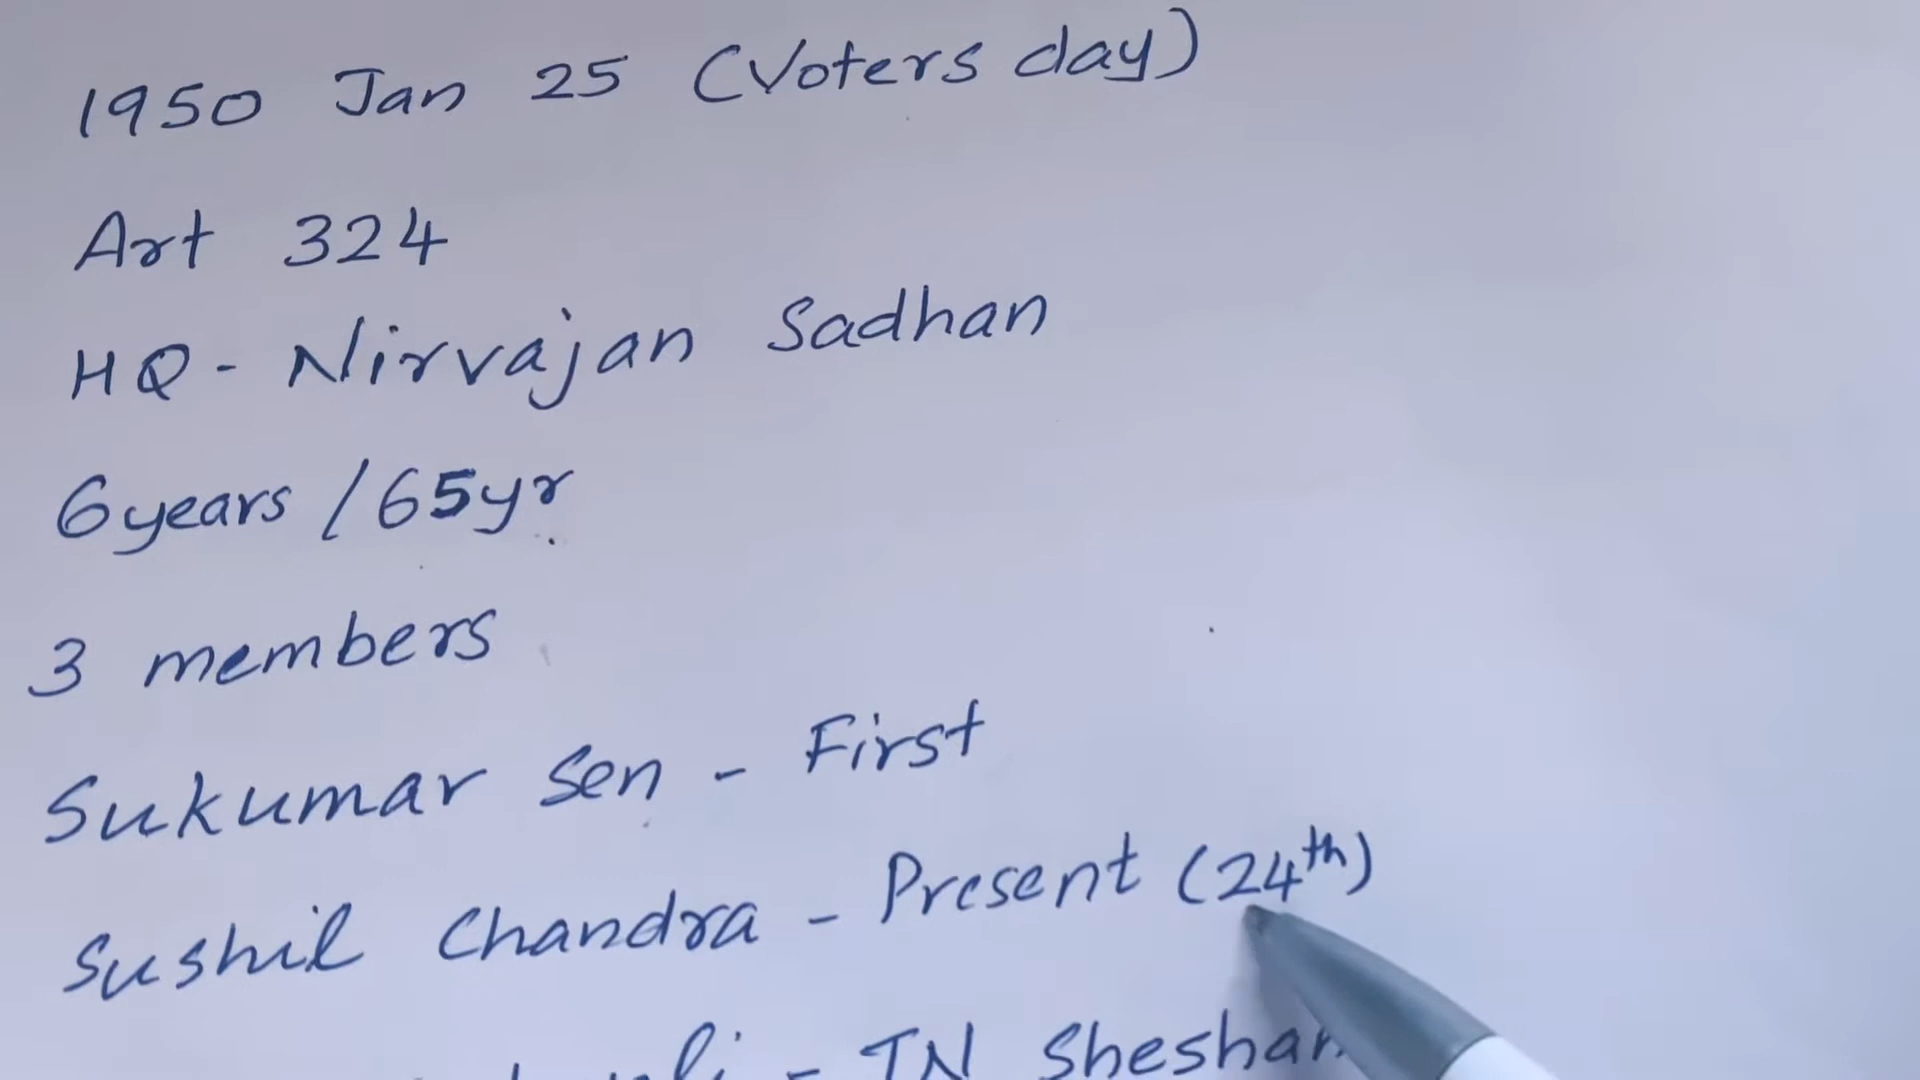 1950 Jan 25 (Voters day)
Art 324
HQ - Nirvajan Sadhan
6years / 65yr
3 members
Sukumar Sen - First
Sushil Chandra - Present (24th)
- TN Sheshan